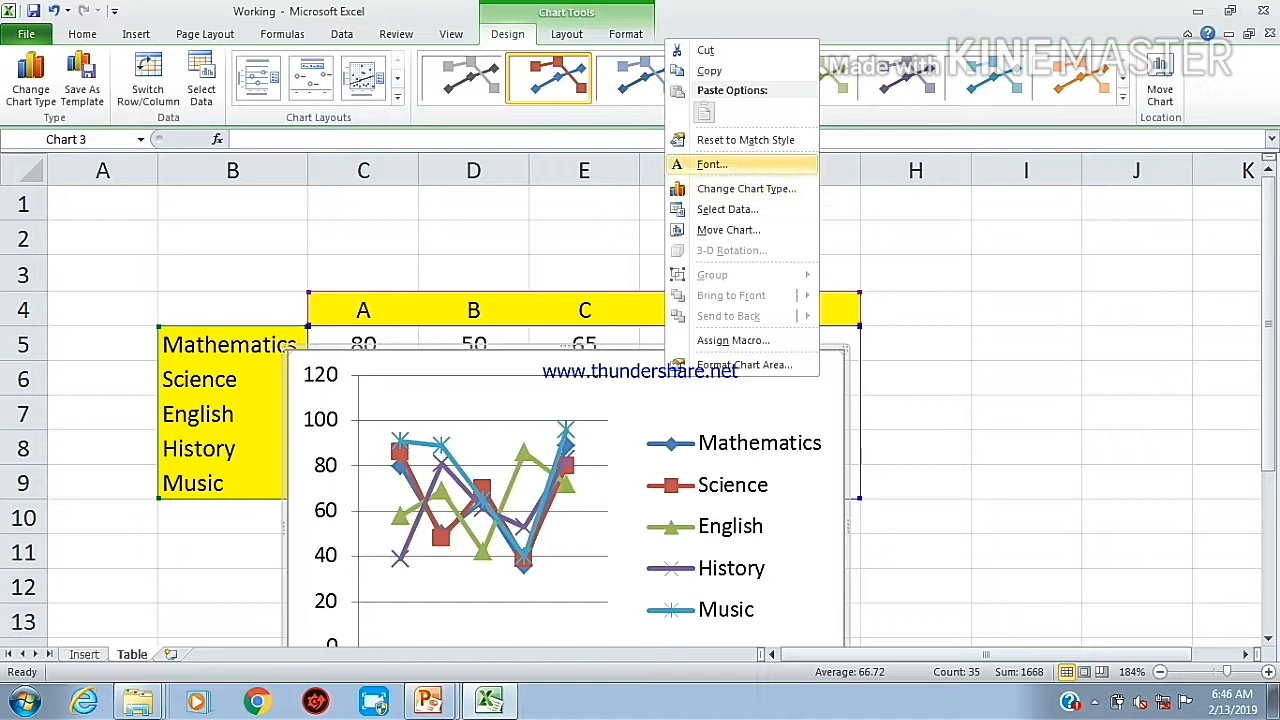 Working - Microsoft Excel
Chart Tools
File
Home
Insert
Page Layout
Formulas
Data
Review
View
Design
Layout
Format
Made with KINEMASTER
Change
Chart Type
Save As
Template
Switch
Row/Column
Select
Data
Move
Chart
Type
Data
Chart Layouts
Location
Chart 3
fx
Cut
Copy
Paste Options:
Reset to Match Style
Font...
Change Chart Type...
Select Data...
Move Chart...
3-D Rotation...
Group
Bring to Front
Send to Back
Assign Macro...
Format Chart Area...
A B C D E H I J K
1
2
3
4 A B C
5 Mathematics 80 50 65
6 Science
7 English
8 History
9 Music
10
11
12
13
www.thundershare.net
120
100
80
60
40
20
0
Mathematics
Science
English
History
Music
Insert Table
Ready
Average: 66.72 Count: 35 Sum: 1668
184%
6:46 AM
2/13/2019